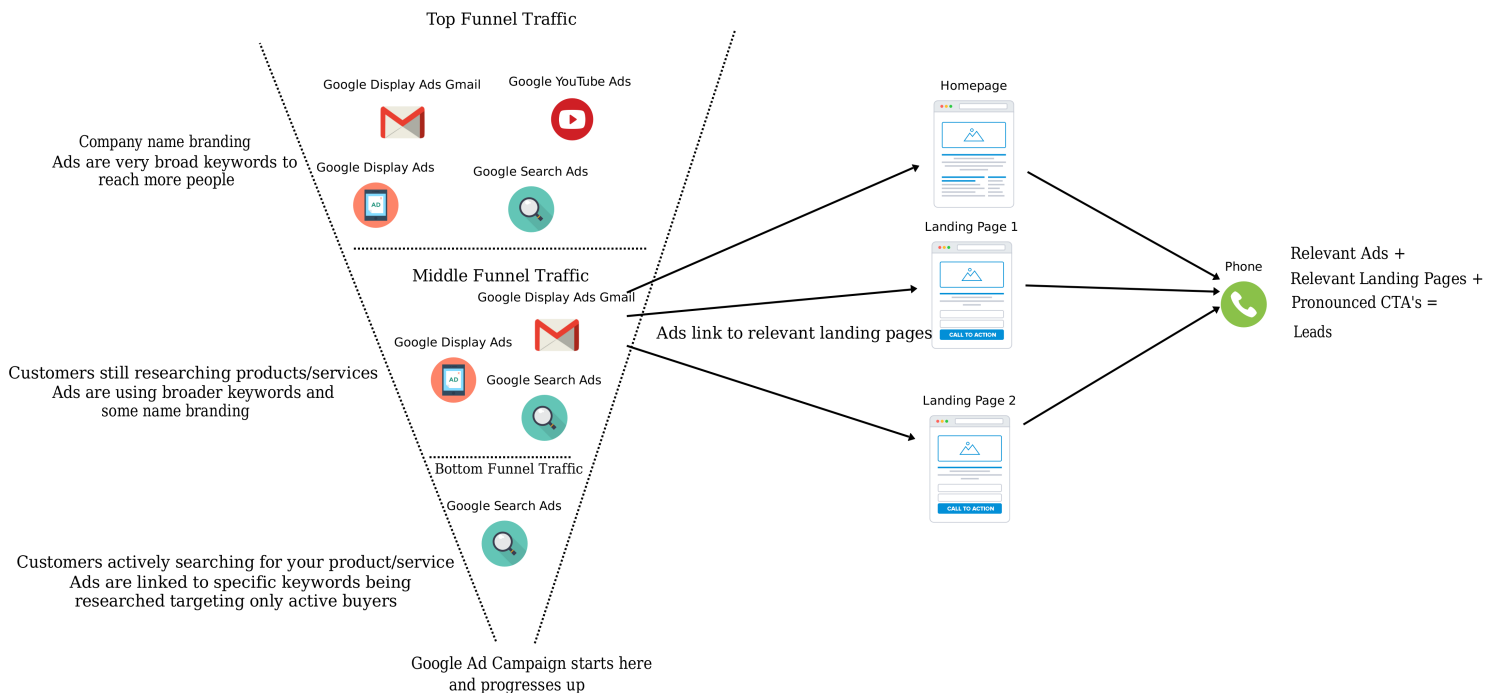 Top Funnel Traffic
Google Display Ads Gmail
Google YouTube Ads
Company name branding
Ads are very broad keywords to
reach more people
Google Display Ads
Google Search Ads
AD
Middle Funnel Traffic
Google Display Ads Gmail
Google Display Ads
Google Search Ads
AD
Customers still researching products/services
Ads are using broader keywords and
some name branding
Bottom Funnel Traffic
Google Search Ads
Customers actively searching for your product/service
Ads are linked to specific keywords being
researched targeting only active buyers
Google Ad Campaign starts here
and progresses up
Ads link to relevant landing pages
Homepage
Landing Page 1
CALL TO ACTION
Landing Page 2
CALL TO ACTION
Phone
Relevant Ads +
Relevant Landing Pages +
Pronounced CTA's =
Leads